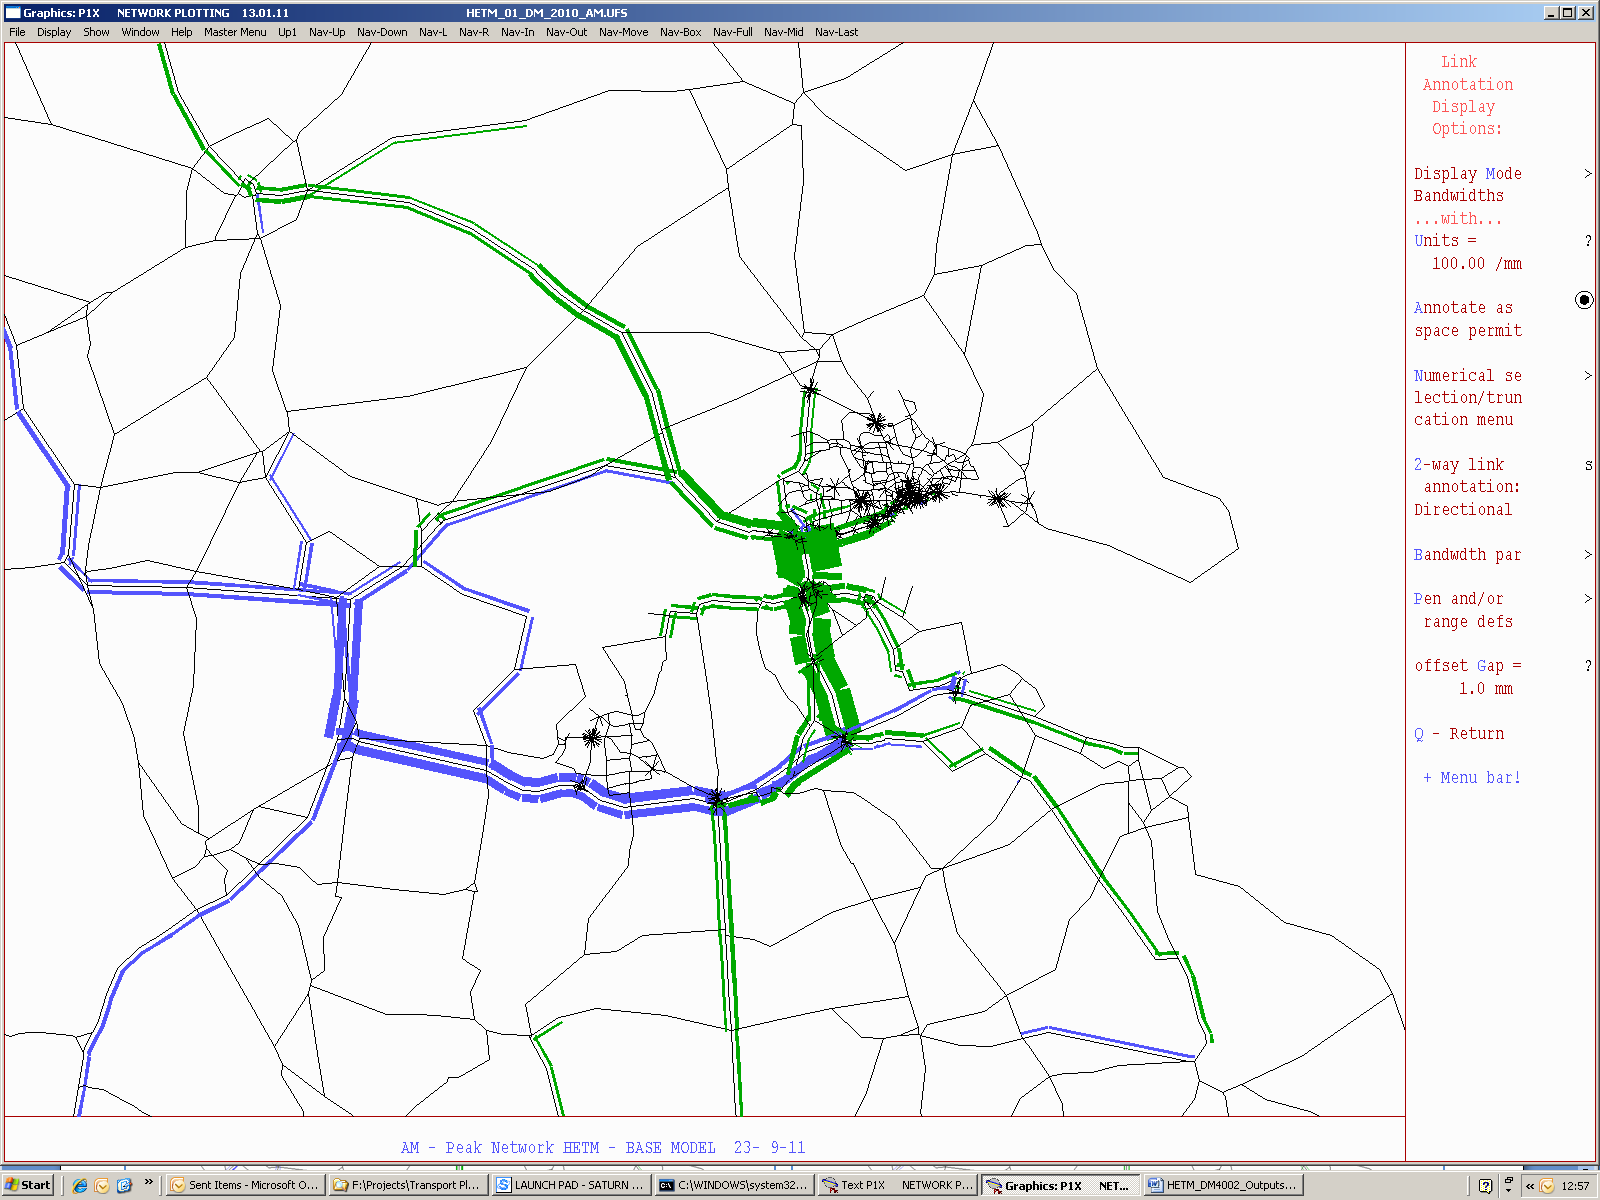 Graphics: P1X    NETWORK PLOTTING   13.01.11    HETM_01_DM_2010_AM.UFS
File Display Show Window Help Master Menu Up1 Nav-Up Nav-Down Nav-L Nav-R Nav-In Nav-Out Nav-Move Nav-Box Nav-Full Nav-Mid Nav-Last
Link
Annotation
Display
Options:
Display Mode >
Bandwidths
...with...
Units = ?
100.00 /mm
Annotate as
space permit
Numerical se >
lection/trun
cation menu
2-way link s
annotation:
Directional
Bandwdth par >
Pen and/or >
range defs
offset Gap = ?
1.0 mm
Q - Return
+ Menu bar!
AM - Peak Network HETM - BASE MODEL  23- 9-11
Start » Sent Items - Microsoft O... F:\Projects\Transport Pl... LAUNCH PAD - SATURN ... C:\WINDOWS\system32... Text P1X NETWORK P... Graphics: P1X NET... HETM_DM4002_Outputs... « 12:57